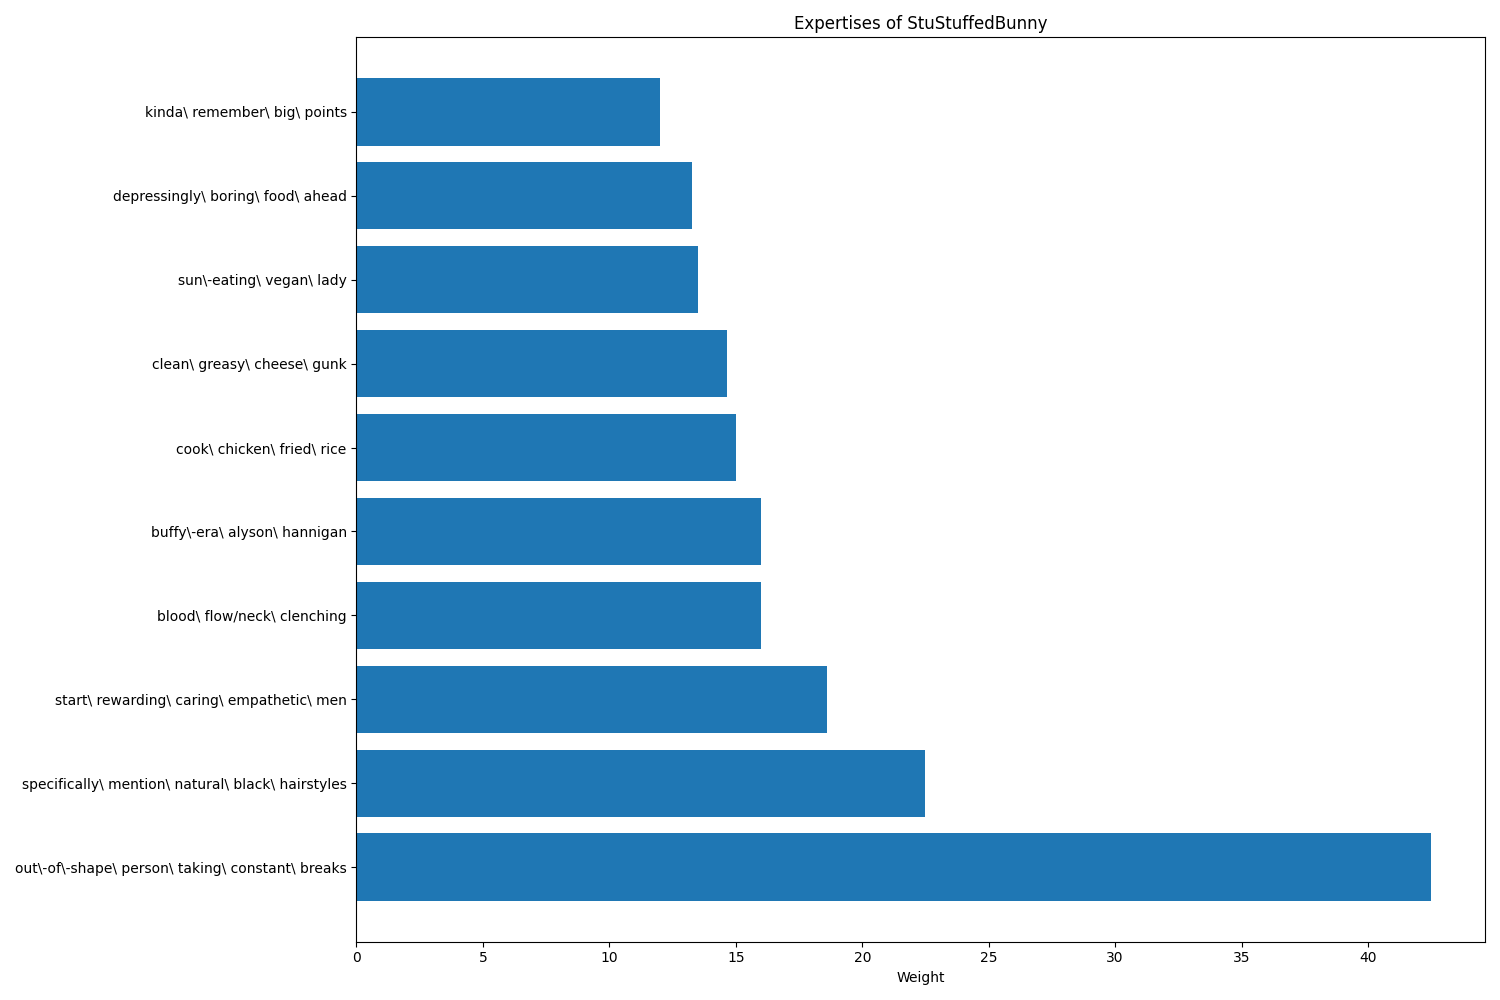 Expertises of StuStuffedBunny
kinda\ remember\ big\ points
depressingly\ boring\ food\ ahead
sun\-eating\ vegan\ lady
clean\ greasy\ cheese\ gunk
cook\ chicken\ fried\ rice
buffy\-era\ alyson\ hannigan
blood\ flow/neck\ clenching
start\ rewarding\ caring\ empathetic\ men
specifically\ mention\ natural\ black\ hairstyles
out\-of\-shape\ person\ taking\ constant\ breaks
0 5 10 15 20 25 30 35 40
Weight